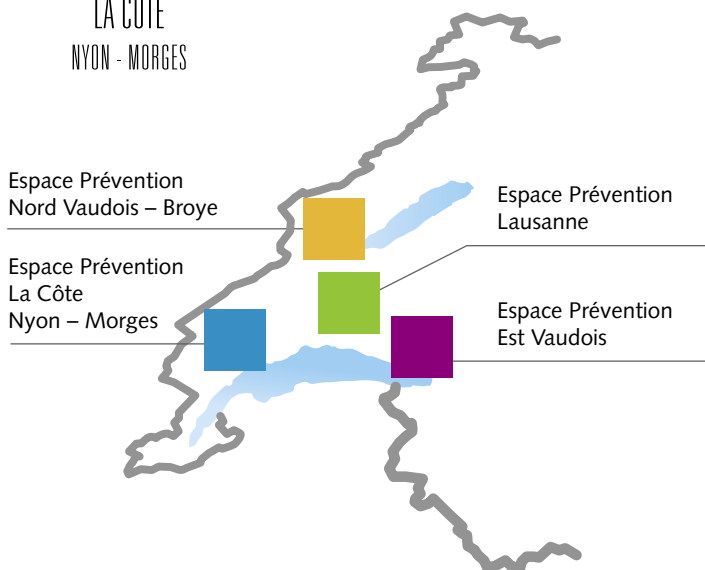 LA CÔTE
NYON - MORGES
Espace Prévention
Nord Vaudois – Broye
Espace Prévention
La Côte
Nyon – Morges
Espace Prévention
Lausanne
Espace Prévention
Est Vaudois